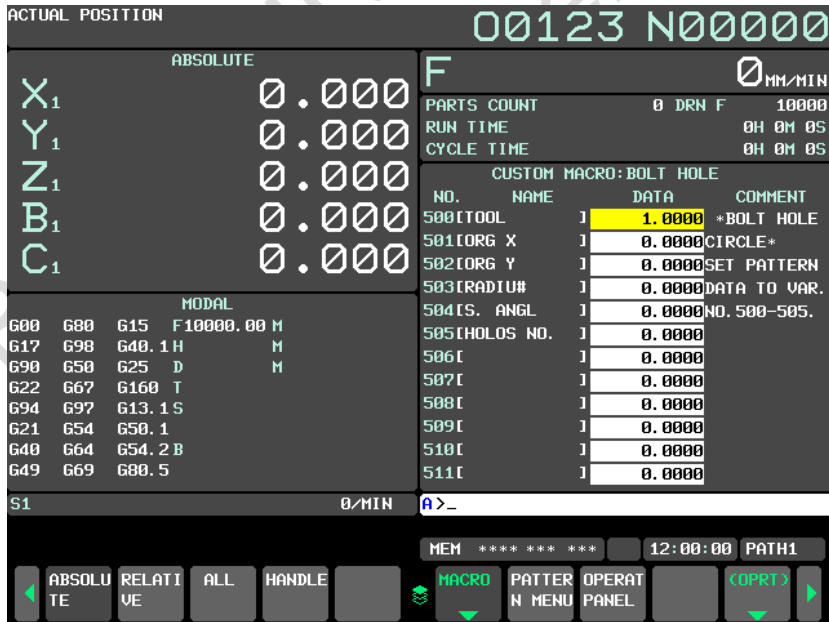 ACTUAL POSITION
O0123 N00000
ABSOLUTE
X1 0.000
Y1 0.000
Z1 0.000
B1 0.000
C1 0.000
MODAL
G00 G80 G15 F10000.00 M
G17 G98 G40.1 H M
G90 G50 G25 D M
G22 G67 G160 T
G94 G97 G13.1 S
G21 G54 G50.1
G40 G64 G54.2 B
G49 G69 G80.5
S1 0/MIN
F 0 MM/MIN
PARTS COUNT 0 DRN F 10000
RUN TIME 0H 0M 0S
CYCLE TIME 0H 0M 0S
CUSTOM MACRO:BOLT HOLE
NO. NAME DATA COMMENT
500[TOOL ] 1.0000 *BOLT HOLE
501[ORG X ] 0.0000 CIRCLE*
502[ORG Y ] 0.0000 SET PATTERN
503[RADIU# ] 0.0000 DATA TO VAR.
504[S. ANGL ] 0.0000 NO.500-505.
505[HOLOS NO. ] 0.0000
506[ ] 0.0000
507[ ] 0.0000
508[ ] 0.0000
509[ ] 0.0000
510[ ] 0.0000
511[ ] 0.0000
A>_
MEM **** *** *** 12:00:00 PATH1
ABSOLU RELATI ALL HANDLE MACRO PATTER OPERAT (OPRT)
TE VE N MENU PANEL